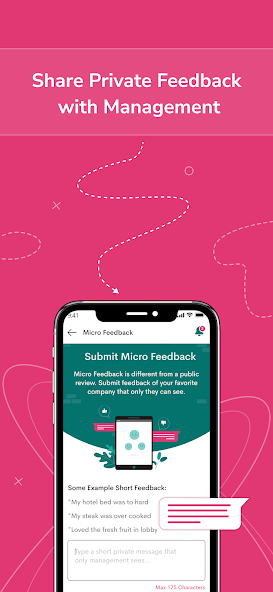 Share Private Feedback
with Management
9:41
Micro Feedback
Submit Micro Feedback
Micro Feedback is different from a public
review. Submit feedback of your favorite
company that only they can see.
Some Example Short Feedback:
"My hotel bed was to hard
"My steak was over cooked
"Loved the fresh fruit in lobby
Type a short private message that
only management sees...
Max 175 Characters